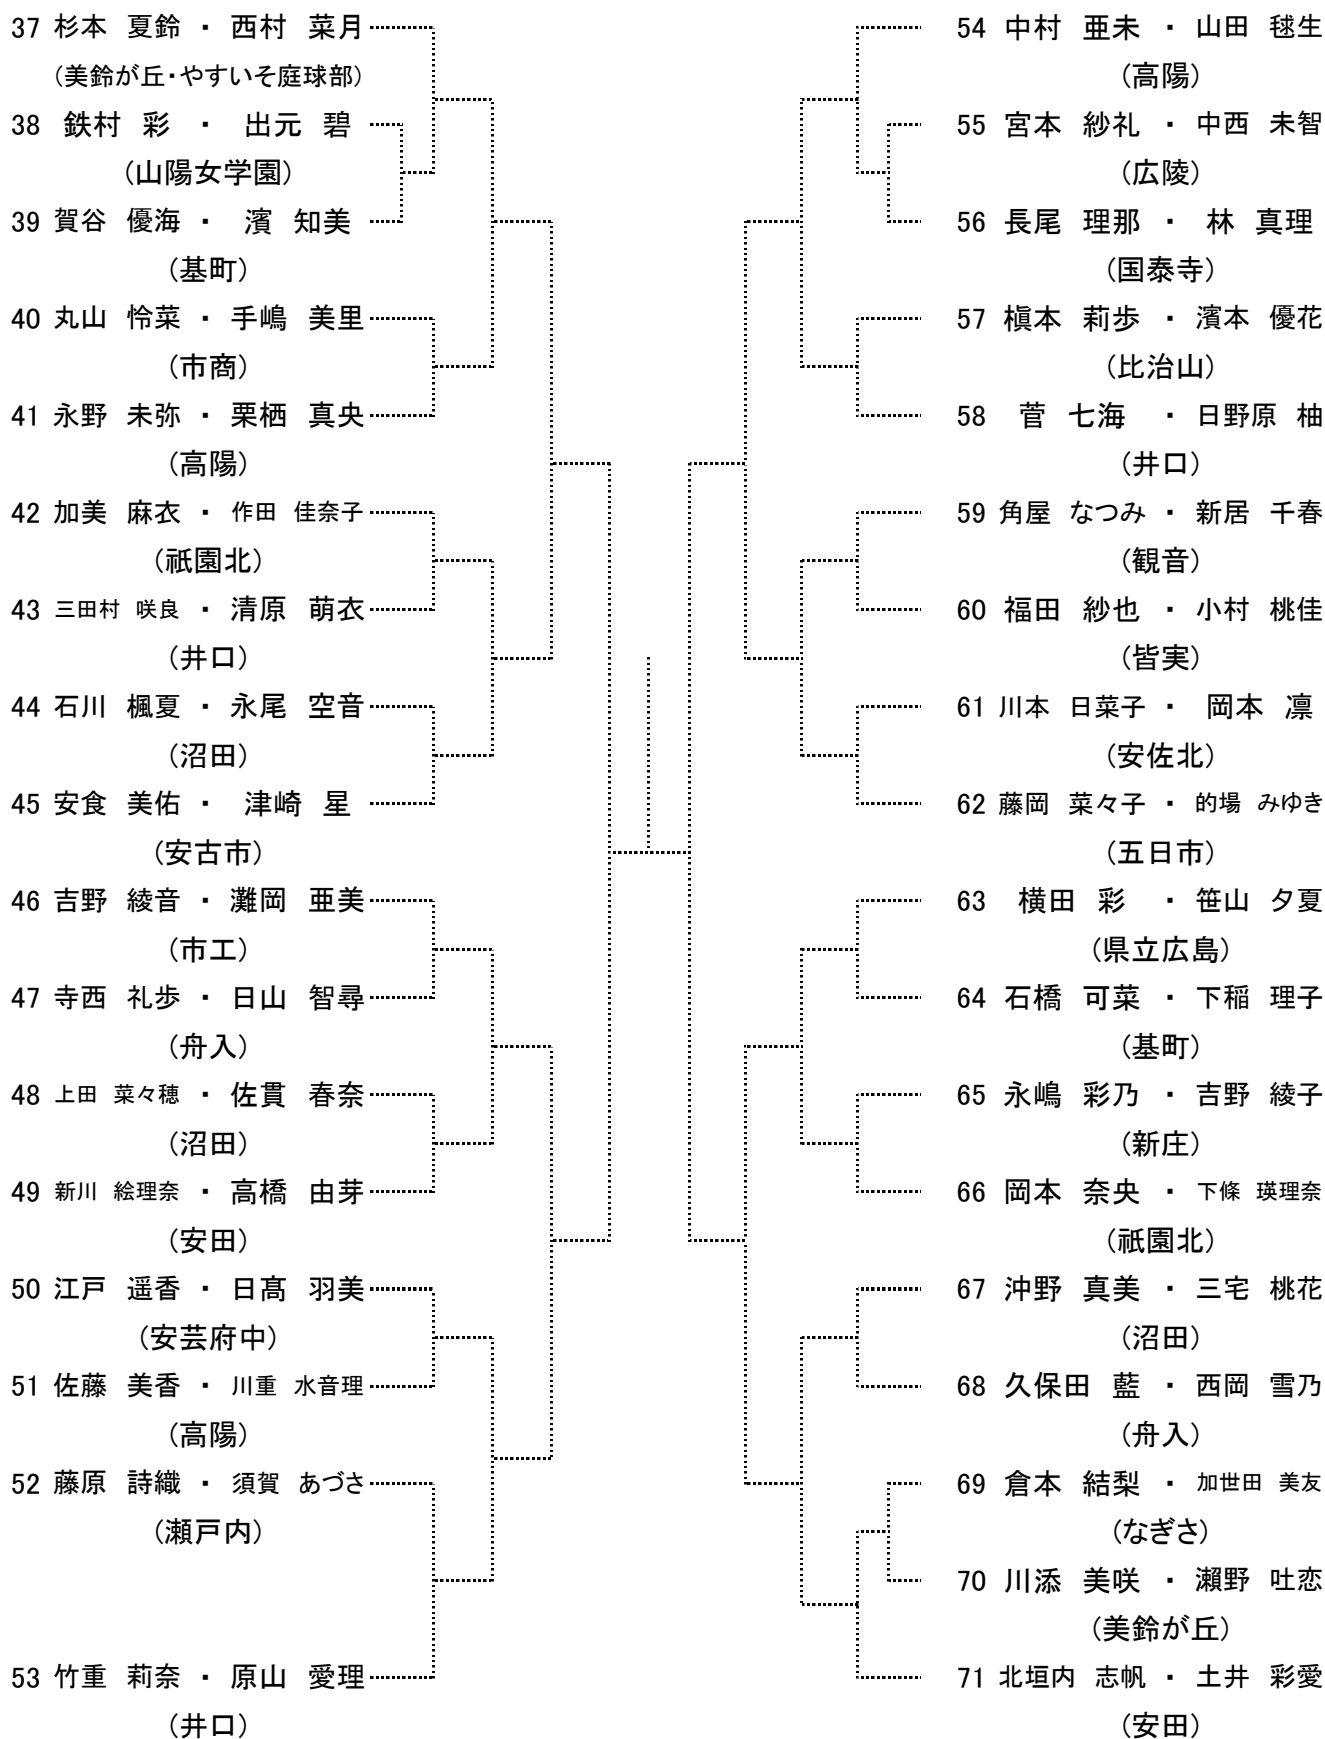 37 杉本 夏鈴 ・ 西村 菜月
(美鈴が丘・やすいそ庭球部)
38 鉄村 彩 ・ 出元 碧
(山陽女学園)
39 賀谷 優海 ・ 濱 知美
(基町)
40 丸山 怜菜 ・ 手嶋 美里
(市商)
41 永野 未弥 ・ 栗栖 真央
(高陽)
42 加美 麻衣 ・ 作田 佳奈子
(祇園北)
43 三田村 咲良 ・ 清原 萌衣
(井口)
44 石川 楓夏 ・ 永尾 空音
(沼田)
45 安食 美佑 ・ 津崎 星
(安古市)
46 吉野 綾音 ・ 灘岡 亜美
(市工)
47 寺西 礼歩 ・ 日山 智尋
(舟入)
48 上田 菜々穂 ・ 佐貫 春奈
(沼田)
49 新川 絵理奈 ・ 高橋 由芽
(安田)
50 江戸 遥香 ・ 日髙 羽美
(安芸府中)
51 佐藤 美香 ・ 川重 水音理
(高陽)
52 藤原 詩織 ・ 須賀 あづさ
(瀬戸内)
53 竹重 莉奈 ・ 原山 愛理
(井口)
54 中村 亜未 ・ 山田 毬生
(高陽)
55 宮本 紗礼 ・ 中西 未智
(広陵)
56 長尾 理那 ・ 林 真理
(国泰寺)
57 槇本 莉歩 ・ 濱本 優花
(比治山)
58 菅 七海 ・ 日野原 柚
(井口)
59 角屋 なつみ ・ 新居 千春
(観音)
60 福田 紗也 ・ 小村 桃佳
(皆実)
61 川本 日菜子 ・ 岡本 凛
(安佐北)
62 藤岡 菜々子 ・ 的場 みゆき
(五日市)
63 横田 彩 ・ 笹山 夕夏
(県立広島)
64 石橋 可菜 ・ 下稲 理子
(基町)
65 永嶋 彩乃 ・ 吉野 綾子
(新庄)
66 岡本 奈央 ・ 下條 瑛理奈
(祇園北)
67 沖野 真美 ・ 三宅 桃花
(沼田)
68 久保田 藍 ・ 西岡 雪乃
(舟入)
69 倉本 結梨 ・ 加世田 美友
(なぎさ)
70 川添 美咲 ・ 瀨野 吐恋
(美鈴が丘)
71 北垣内 志帆 ・ 土井 彩愛
(安田)